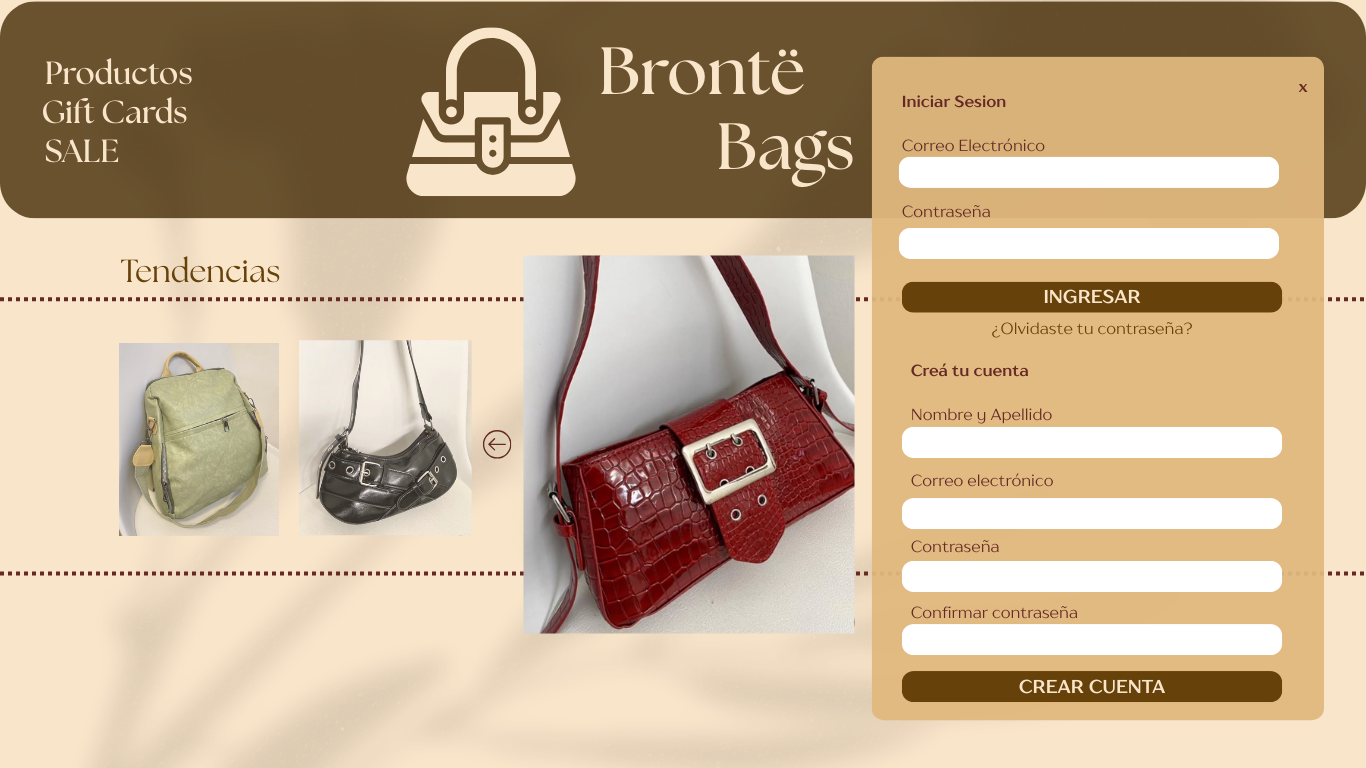 Productos
Gift Cards
SALE
Brontë
Bags
x
Iniciar Sesion
Correo Electrónico
Contraseña
INGRESAR
¿Olvidaste tu contraseña?
Creá tu cuenta
Nombre y Apellido
Correo electrónico
Contraseña
Confirmar contraseña
CREAR CUENTA
Tendencias